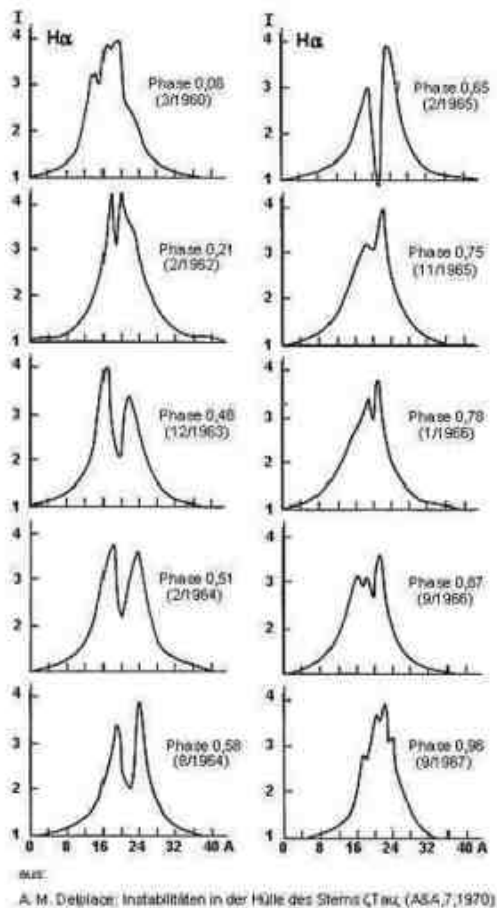 I
Hα
4
3
2
1
Phase 0,08
(3/1960)
4
3
2
1
Phase 0,21
(2/1962)
4
3
2
1
Phase 0,48
(12/1963)
4
3
2
Phase 0,51
(2/1964)
4
3
2
1
Phase 0,58
(8/1964)
0 8 16 24 32 40 A
I
Hα
4
3
2
1
Phase 0,65
(2/1965)
4
3
2
1
Phase 0,75
(11/1965)
4
3
2
1
Phase 0,78
(1/1966)
4
3
2
Phase 0,87
(9/1966)
4
3
2
1
Phase
(9/1967)
0 8 16 24 32 40 A
aus:
A. M. Delplace: Instabilitäten in der Hülle des Sterns ζ Tau, (A&A,7,1970)